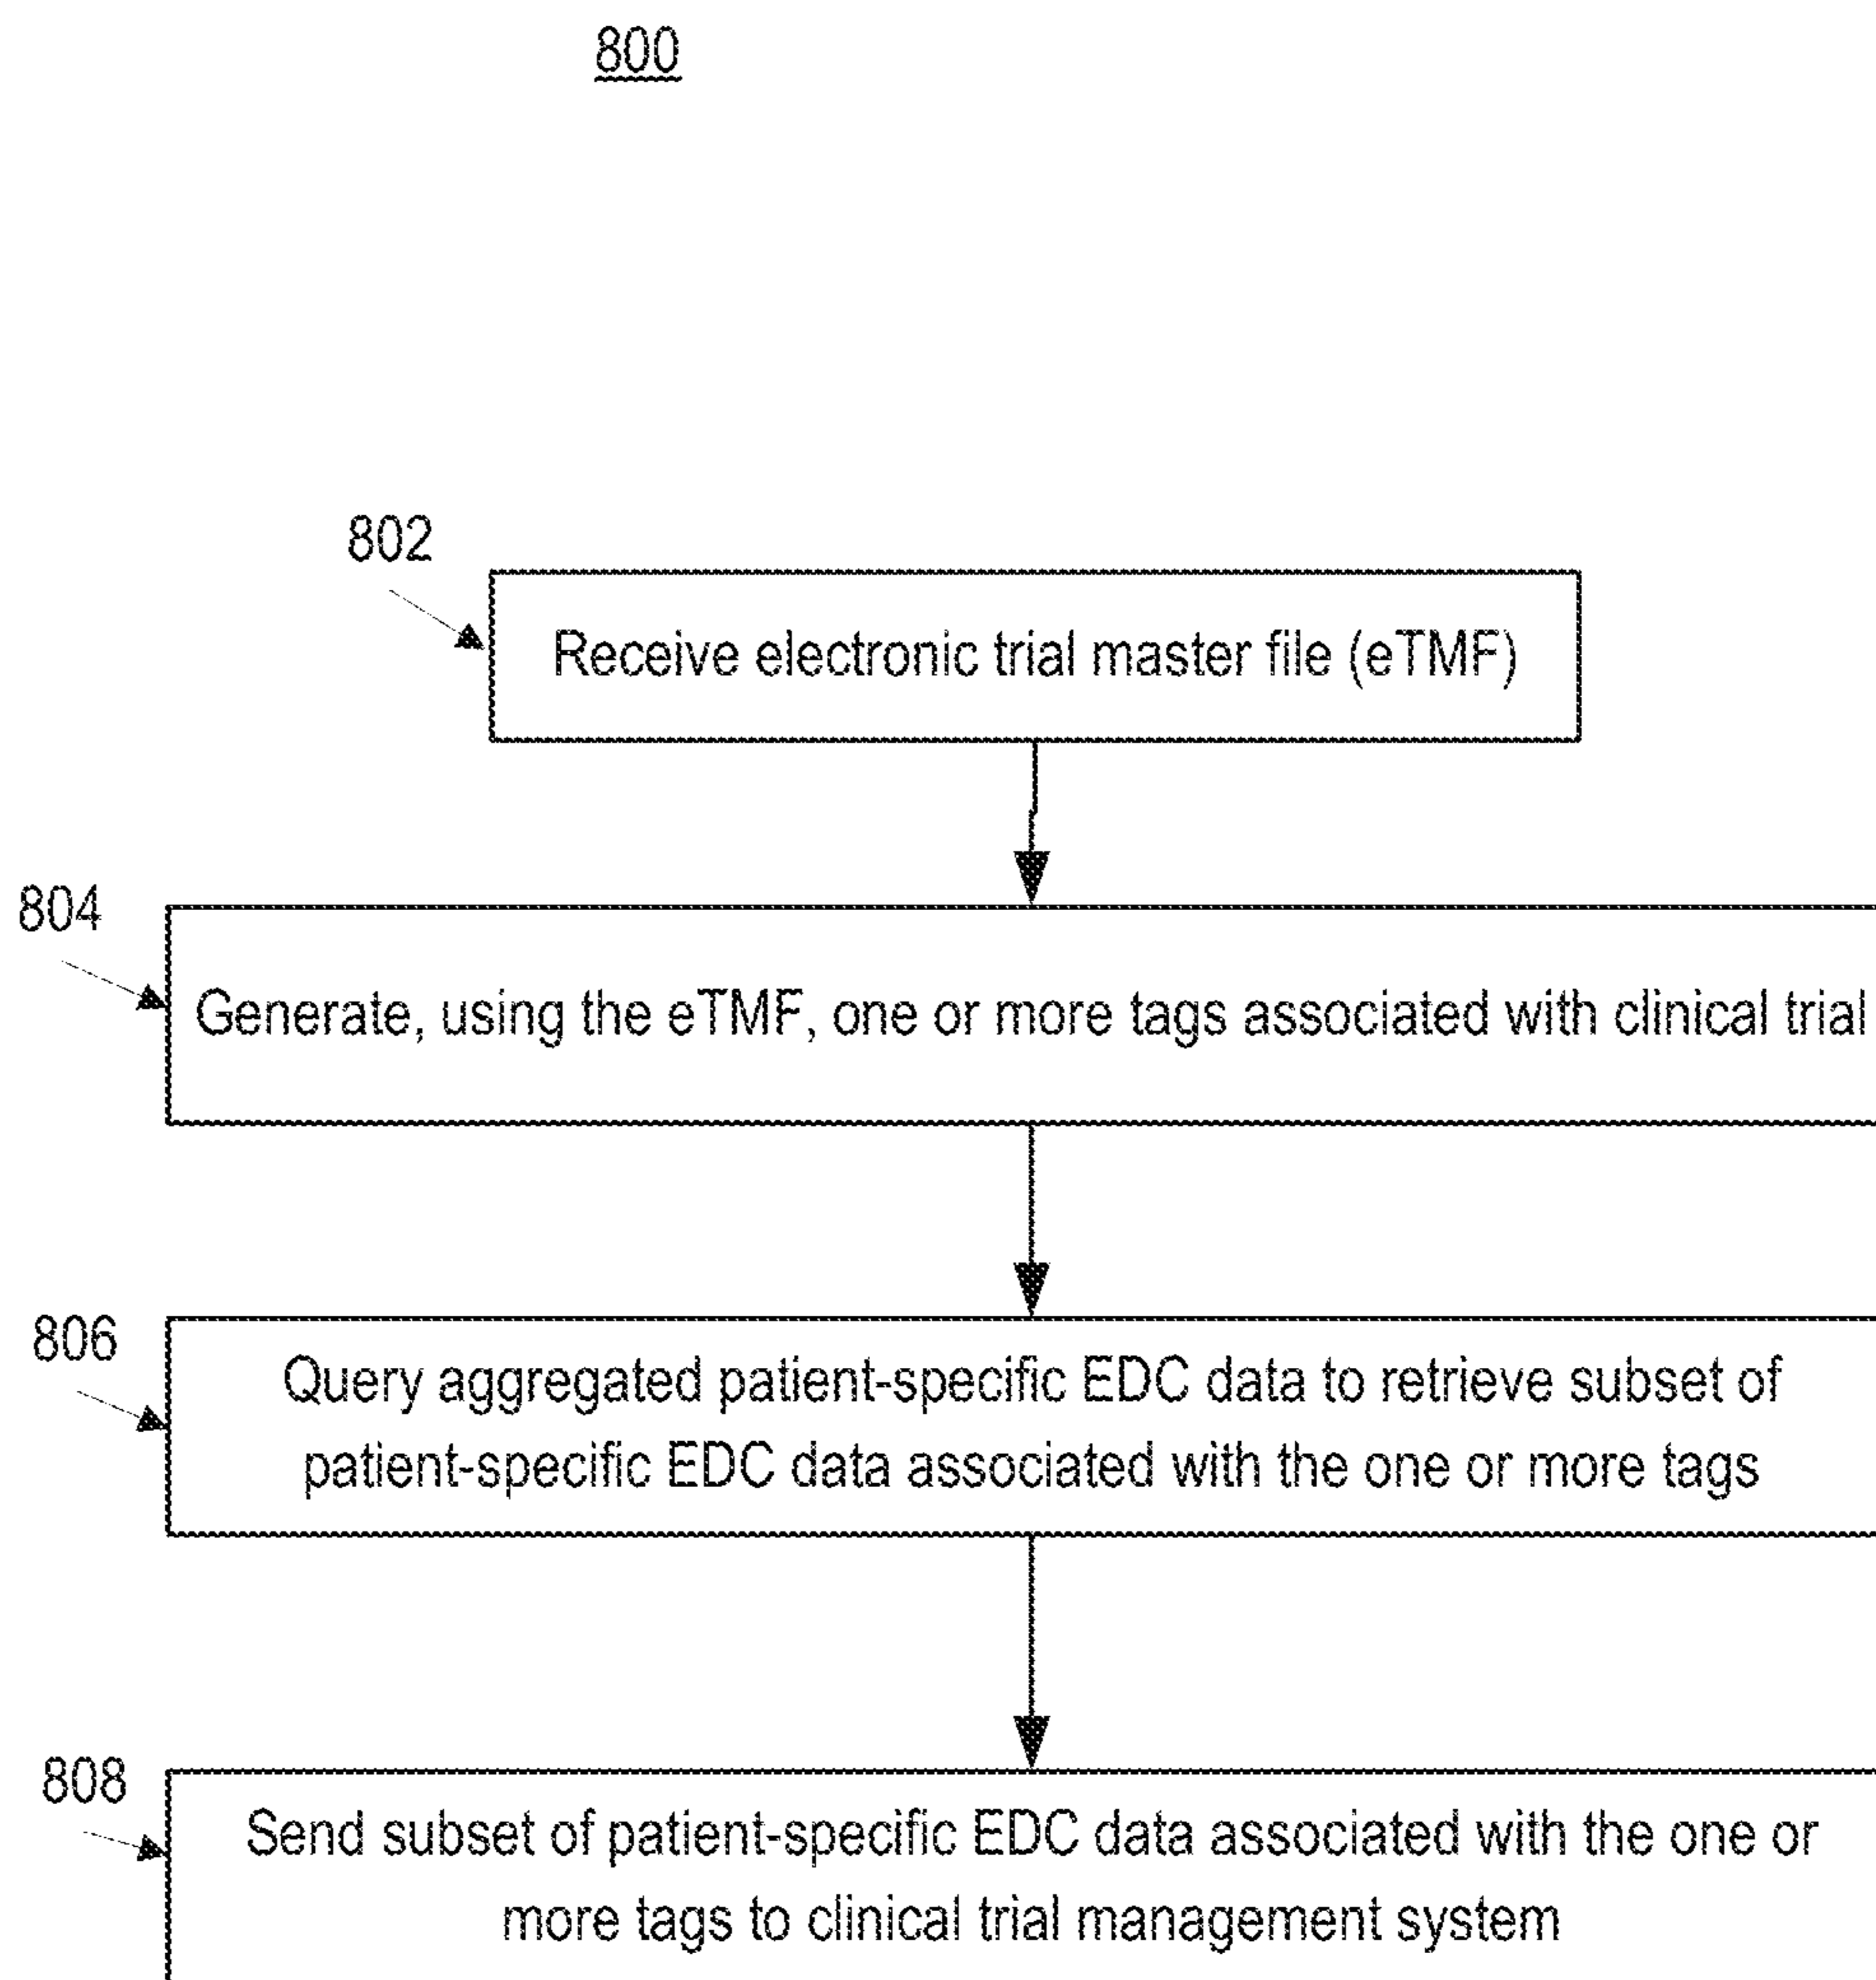 800
802
Receive electronic trial master file (eTMF)
804
Generate, using the eTMF, one or more tags associated with clinical trial
806
Query aggregated patient-specific EDC data to retrieve subset of
patient-specific EDC data associated with the one or more tags
808
Send subset of patient-specific EDC data associated with the one or
more tags to clinical trial management system